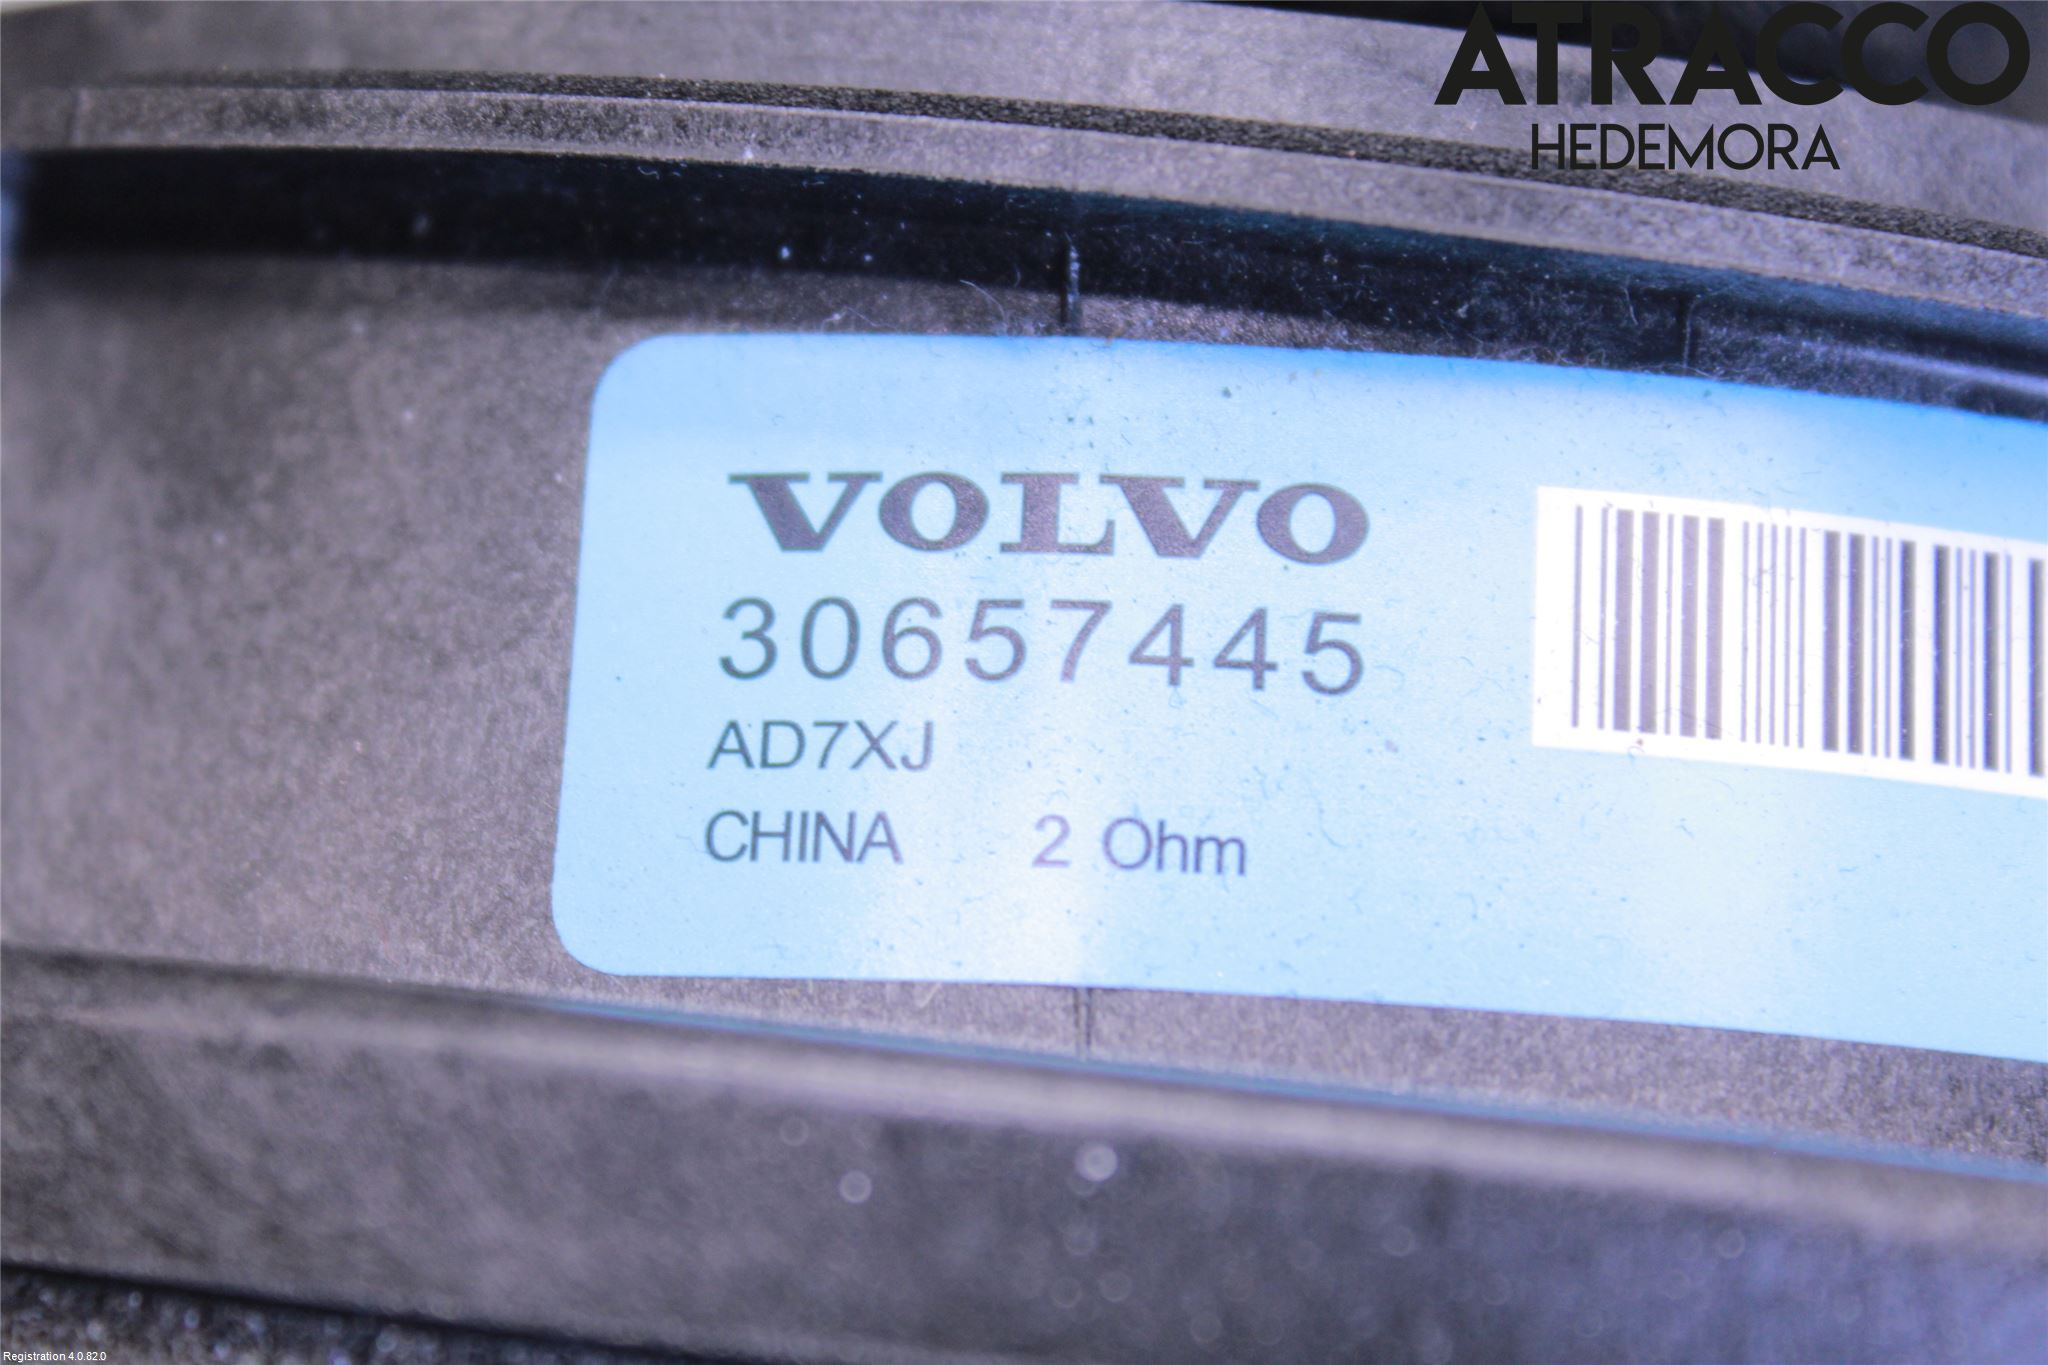 ATRACCO
HEDEMORA
VOLVO
30657445
AD7XJ
CHINA 2 Ohm
Registration 4.0.82.0